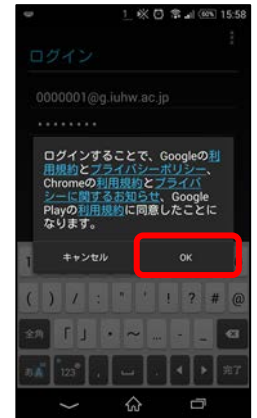 1
60%
15:58
ログイン
0000001@g.iuhw.ac.jp
••••••••
ログインすることで、Googleの利
用規約とプライバシーポリシー、
Chromeの利用規約とプライバ
シーに関するお知らせ、Google
Playの利用規約に同意したことに
なります。
キャンセル
OK
1
( ) / : " ' ! ? # @
全角 「 」 ・ ~ … - _
あA 123 , . 完了